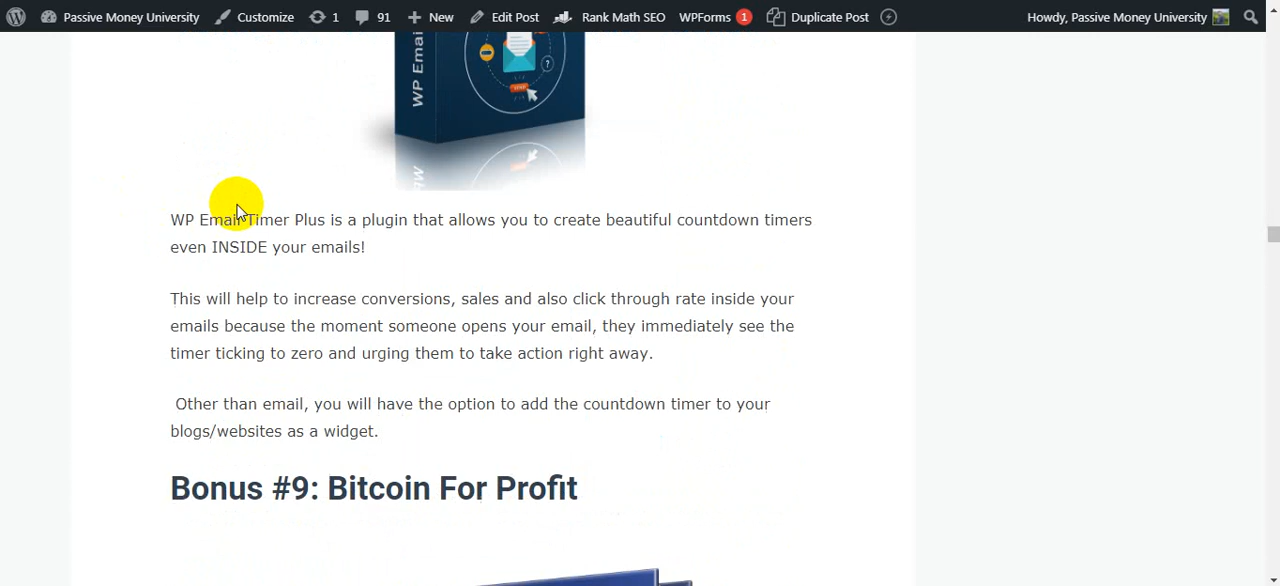 Passive Money University Customize 1 91 New Edit Post Rank Math SEO WPForms 1 Duplicate Post Howdy, Passive Money University
WP Email
WP Email Timer Plus is a plugin that allows you to create beautiful countdown timers
even INSIDE your emails!
This will help to increase conversions, sales and also click through rate inside your
emails because the moment someone opens your email, they immediately see the
timer ticking to zero and urging them to take action right away.
Other than email, you will have the option to add the countdown timer to your
blogs/websites as a widget.
Bonus #9: Bitcoin For Profit